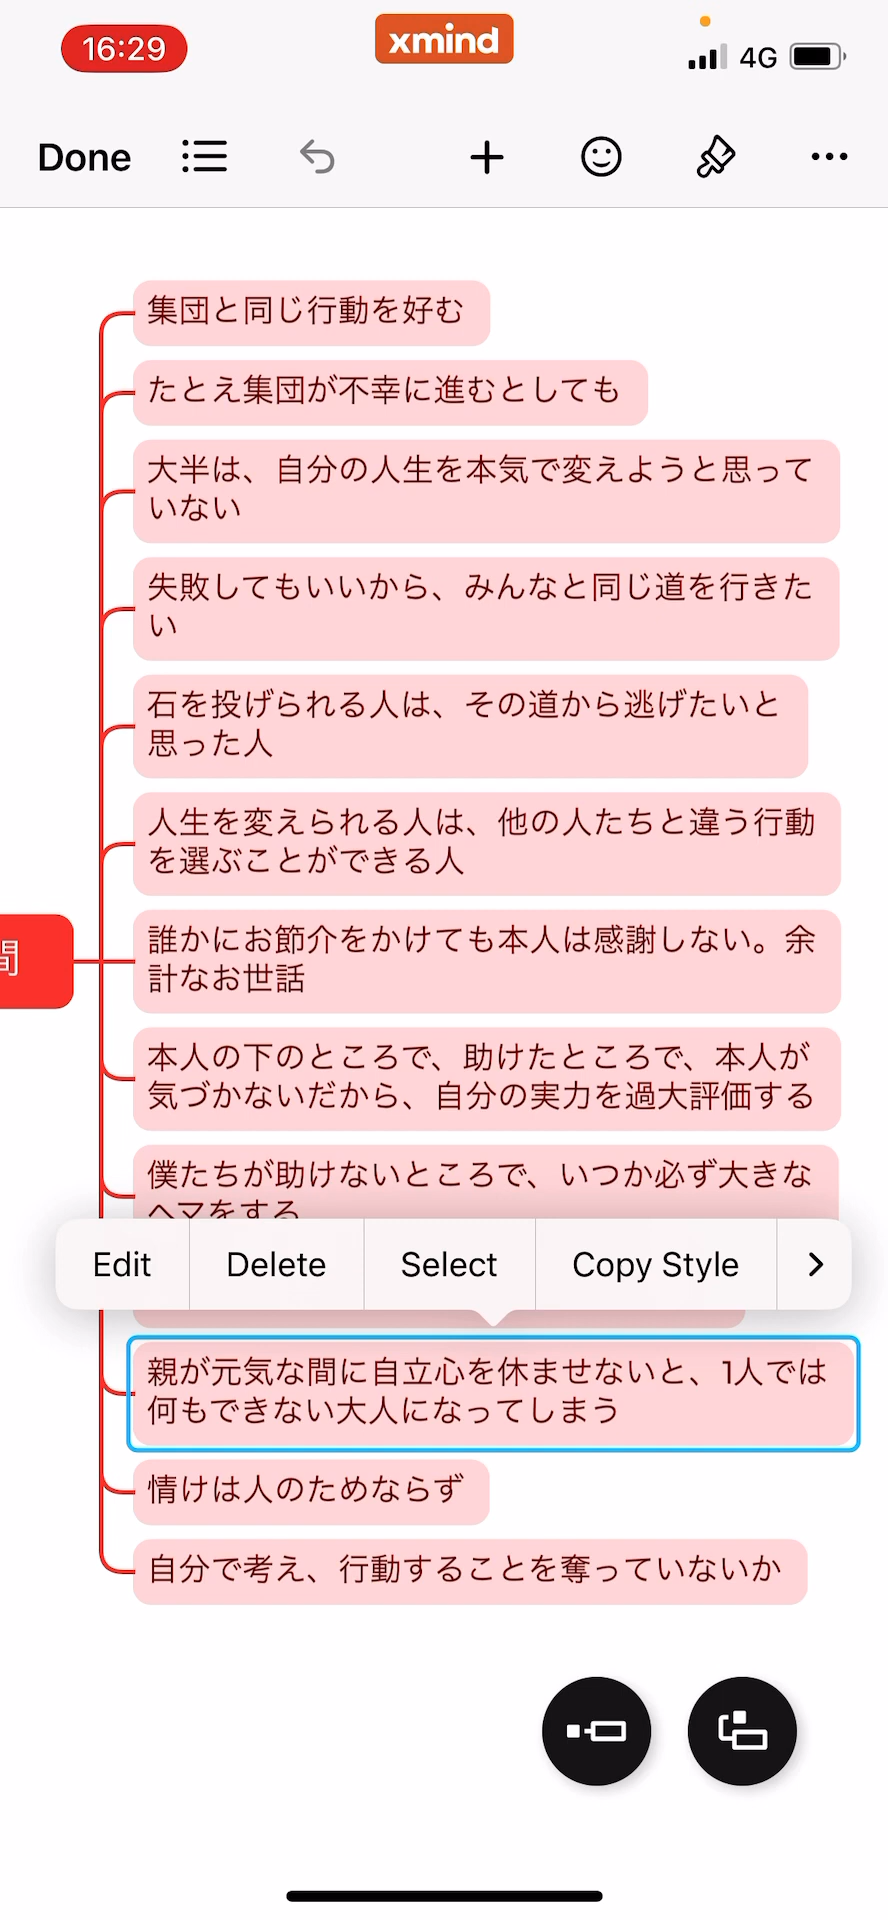 16:29
xmind
4G
Done
集団と同じ行動を好む
たとえ集団が不幸に進むとしても
大半は、自分の人生を本気で変えようと思って
いない
失敗してもいいから、みんなと同じ道を行きた
い
石を投げられる人は、その道から逃げたいと
思った人
人生を変えられる人は、他の人たちと違う行動
を選ぶことができる人
間
誰かにお節介をかけても本人は感謝しない。余
計なお世話
本人の下のところで、助けたところで、本人が
気づかないだから、自分の実力を過大評価する
僕たちが助けないところで、いつか必ず大きな
ヘマをする
Edit
Delete
Select
Copy Style
親が元気な間に自立心を休ませないと、1人では
何もできない大人になってしまう
情けは人のためならず
自分で考え、行動することを奪っていないか